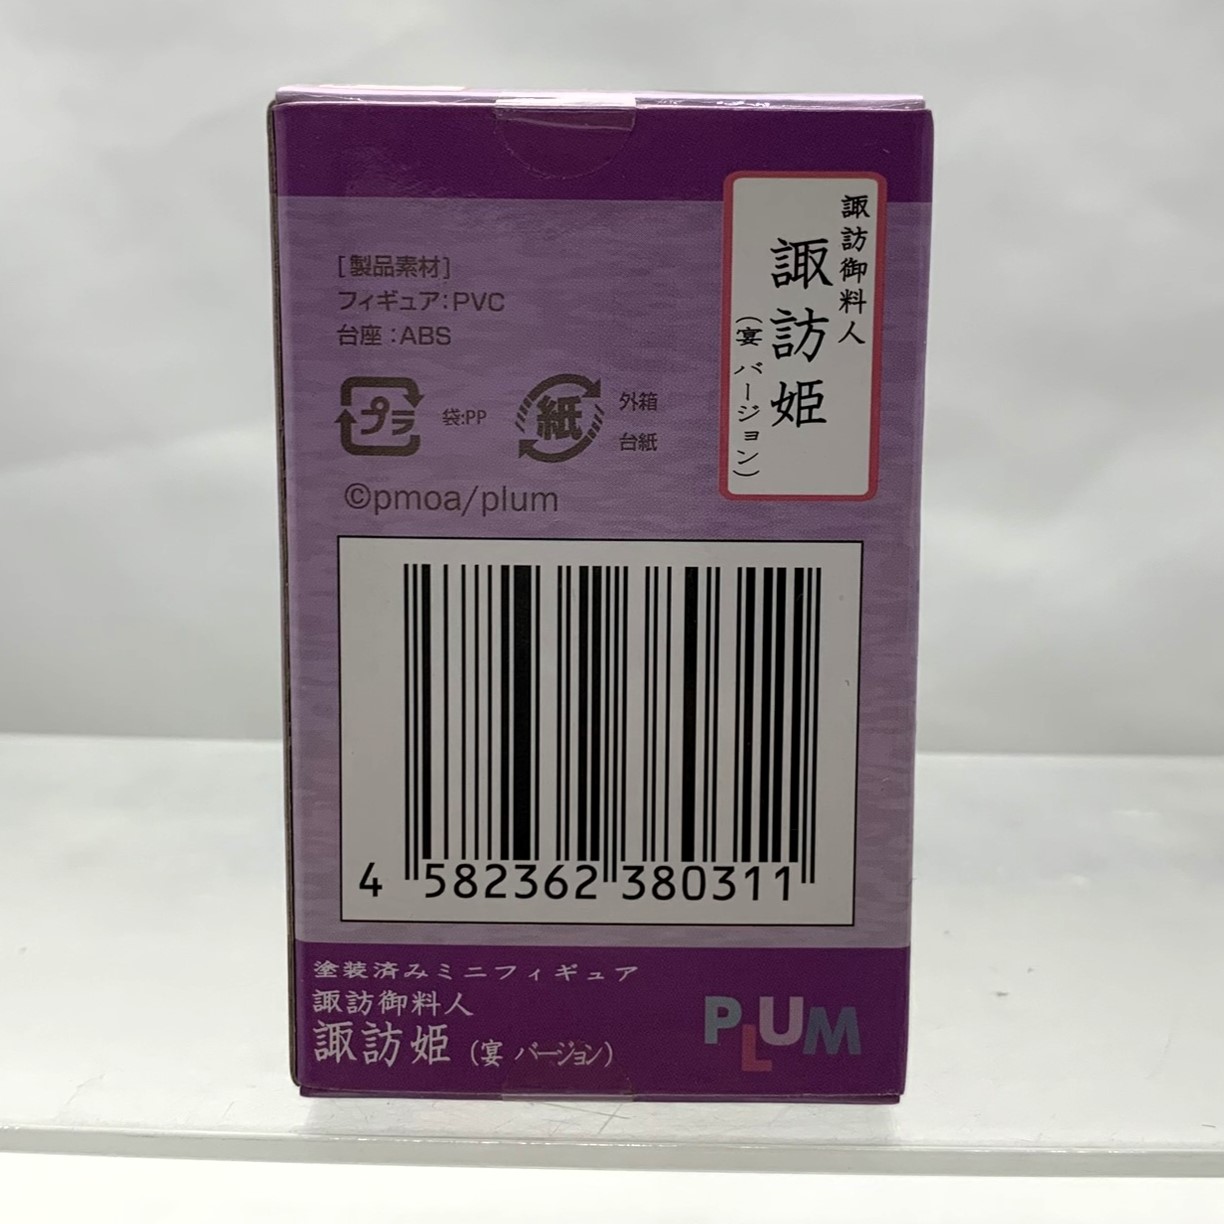 諏訪御料人
諏訪姫
（宴 バージョン）
[製品素材]
フィギュア：PVC
台座：ABS
プラ
袋:PP
紙
外箱
台紙
©pmoa/plum
4 582362 380311
塗装済みミニフィギュア
諏訪御料人
諏訪姫（宴 バージョン）
PLUM